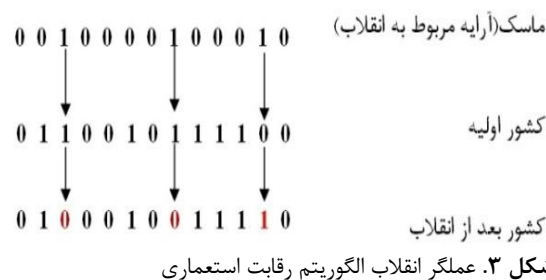 ماسک(آرایه مربوط به انقلاب)
0 0 1 0 0 0 0 1 0 0 0 1 0
کشور اولیه
0 1 1 0 0 1 0 1 1 1 1 0 0
کشور بعد از انقلاب
0 1 0 0 0 1 0 0 1 1 1 1 0
شکل ۳. عملگر انقلاب الگوریتم رقابت استعماری